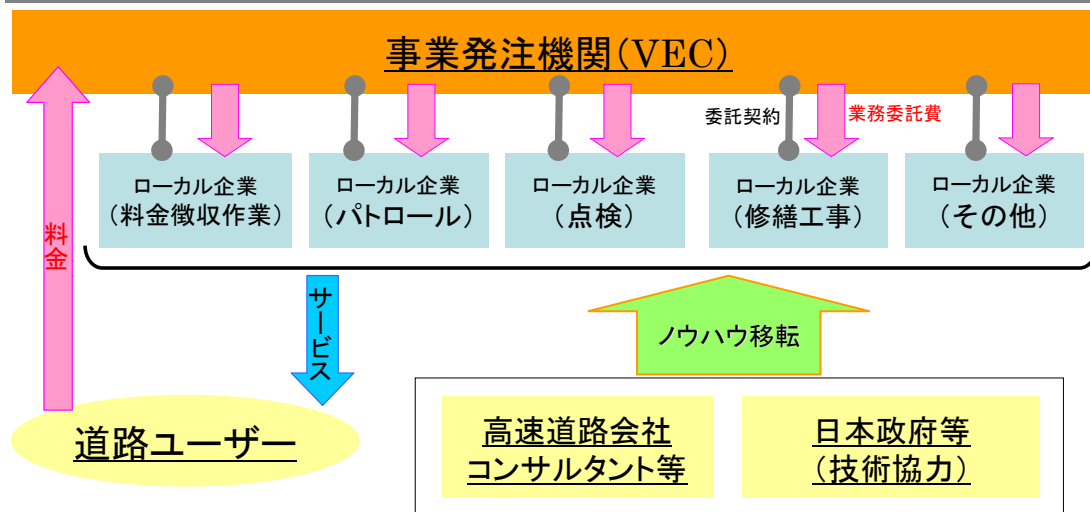 事業発注機関(VEC)
委託契約
業務委託費
ローカル企業
(料金徴収作業)
ローカル企業
(パトロール)
ローカル企業
(点検)
ローカル企業
(修繕工事)
ローカル企業
(その他)
料金
サービス
ノウハウ移転
道路ユーザー
高速道路会社
コンサルタント等
日本政府等
(技術協力)